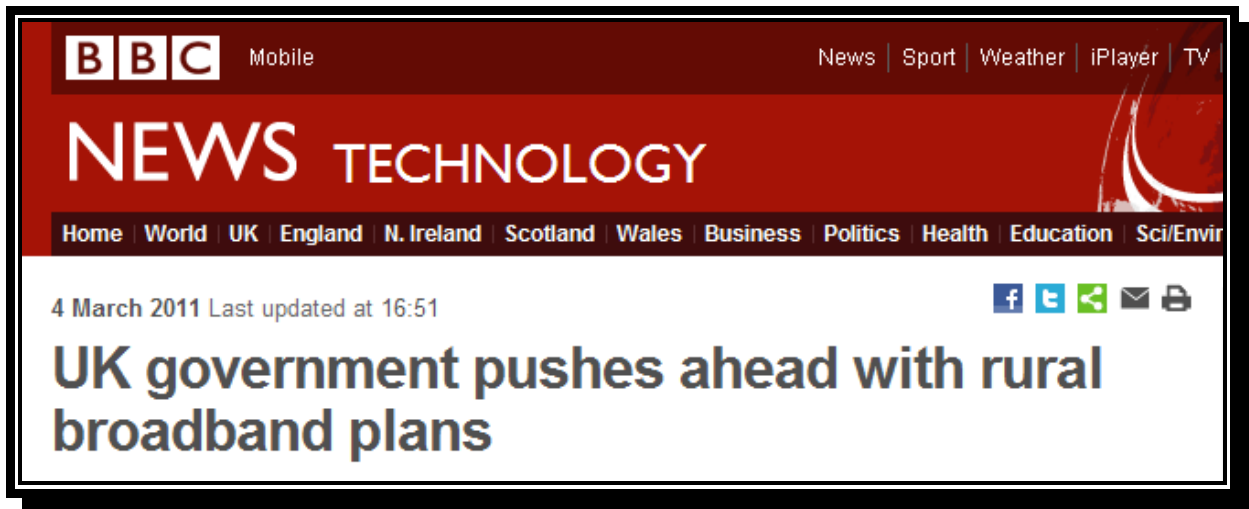 BBC Mobile News Sport Weather iPlayer TV
NEWS TECHNOLOGY
Home World UK England N. Ireland Scotland Wales Business Politics Health Education Sci/Envir
4 March 2011 Last updated at 16:51
UK government pushes ahead with rural
broadband plans